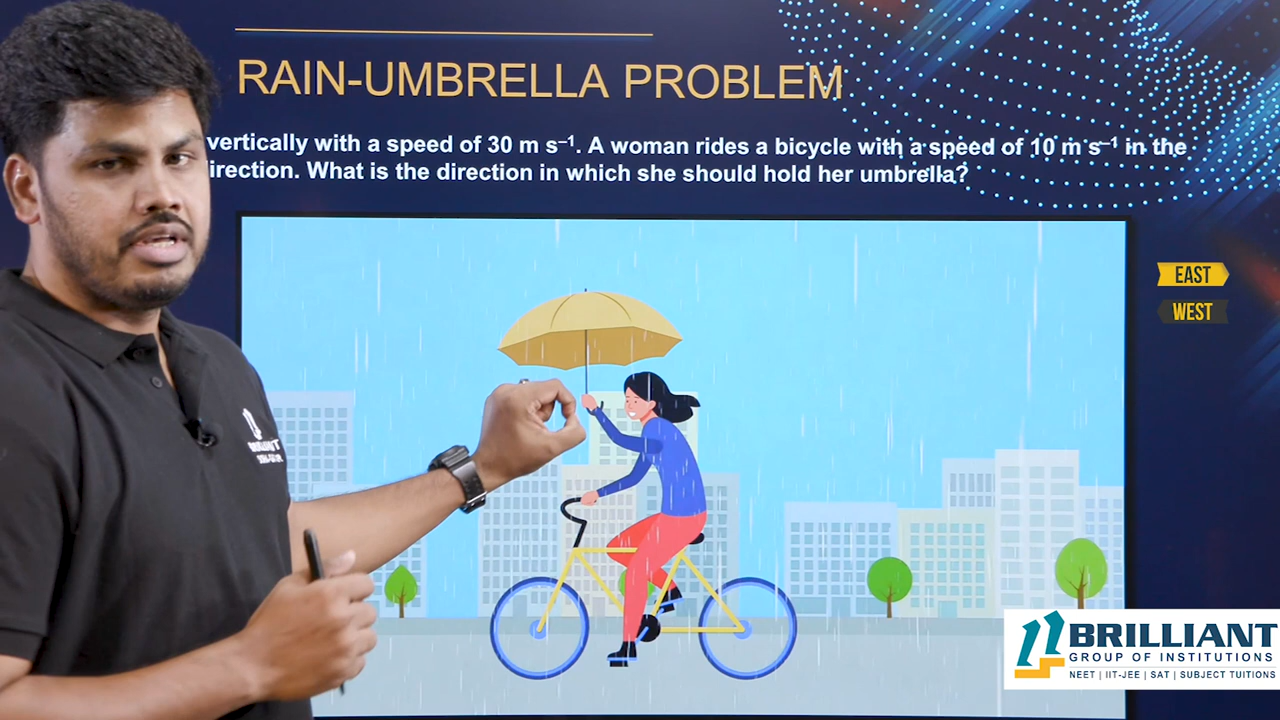 RAIN-UMBRELLA PROBLEM
vertically with a speed of 30 m s⁻¹. A woman rides a bicycle with a speed of 10 m s⁻¹ in the
irection. What is the direction in which she should hold her umbrella?
EAST
WEST
BRILLIANT
BRILLIANT
GROUP OF INSTITUTIONS
NEET | IIT-JEE | SAT | SUBJECT TUITIONS